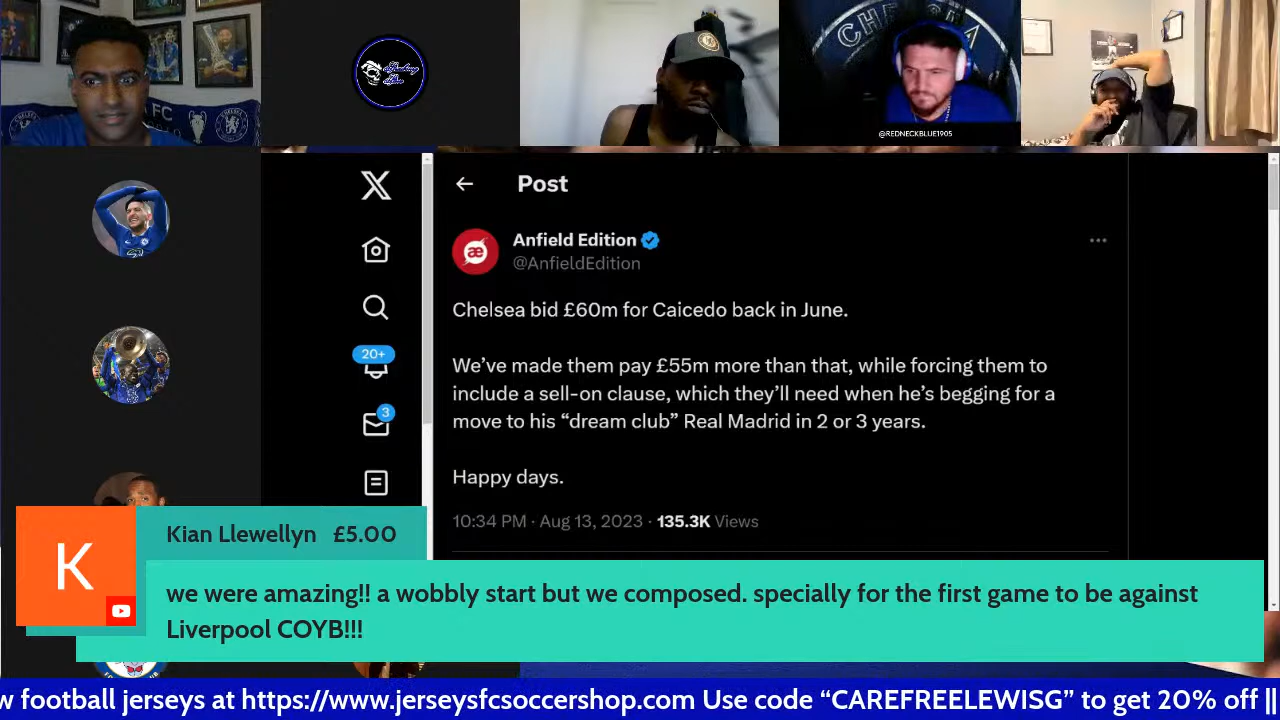 CHELSEA
FC
@REDNECKBLUE1905
Post
Anfield Edition
@AnfieldEdition
Chelsea bid £60m for Caicedo back in June.
We’ve made them pay £55m more than that, while forcing them to
include a sell-on clause, which they’ll need when he’s begging for a
move to his “dream club” Real Madrid in 2 or 3 years.
Happy days.
10:34 PM · Aug 13, 2023 · 135.3K Views
20+
3
K
Kian Llewellyn £5.00
we were amazing!! a wobbly start but we composed. specially for the first game to be against
Liverpool COYB!!!
w football jerseys at https://www.jerseysfcsoccershop.com Use code “CAREFREELEWISG” to get 20% off ||